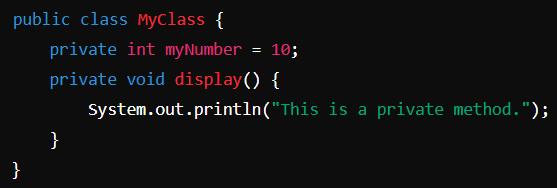 public class MyClass {
    private int myNumber = 10;
    private void display() {
        System.out.println("This is a private method.");
    }
}